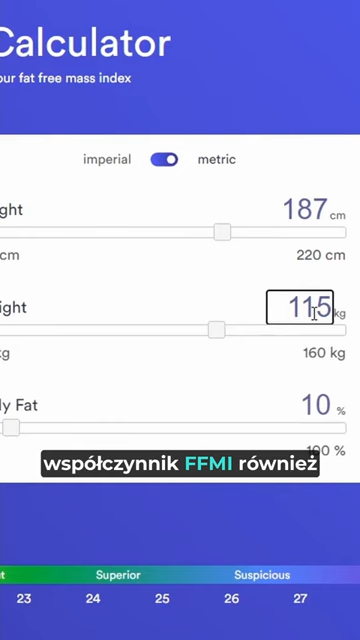 Calculator
our fat free mass index
imperial metric
ght 187 cm
cm 220 cm
ight 115 kg
kg 160 kg
ly Fat 10 %
100 %
współczynnik FFMI również
t Superior Suspicious
23 24 25 26 27